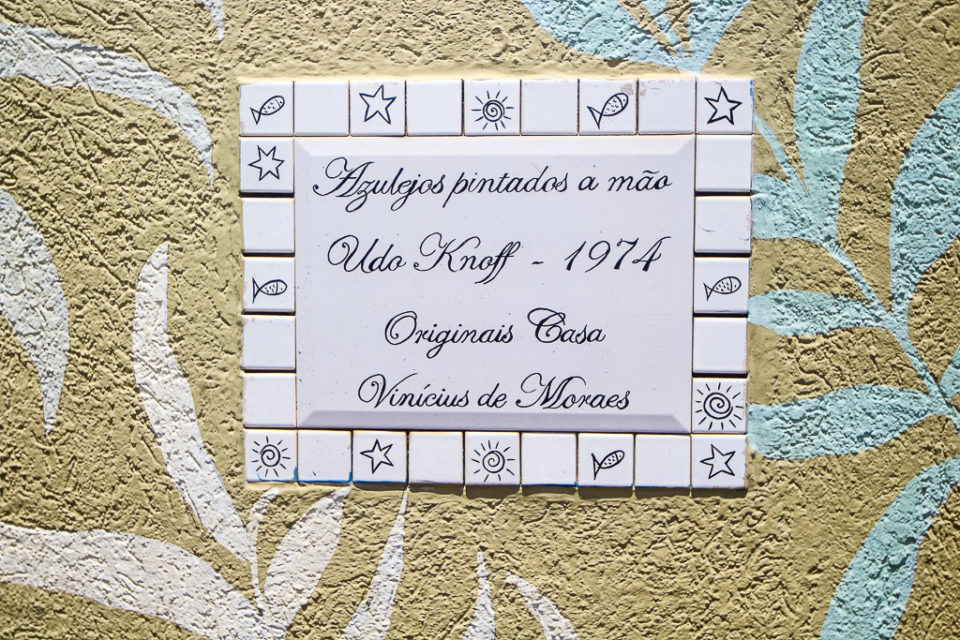 Azulejos pintados a mão
Udo Knoff - 1974
Originais Casa
Vinícius de Moraes